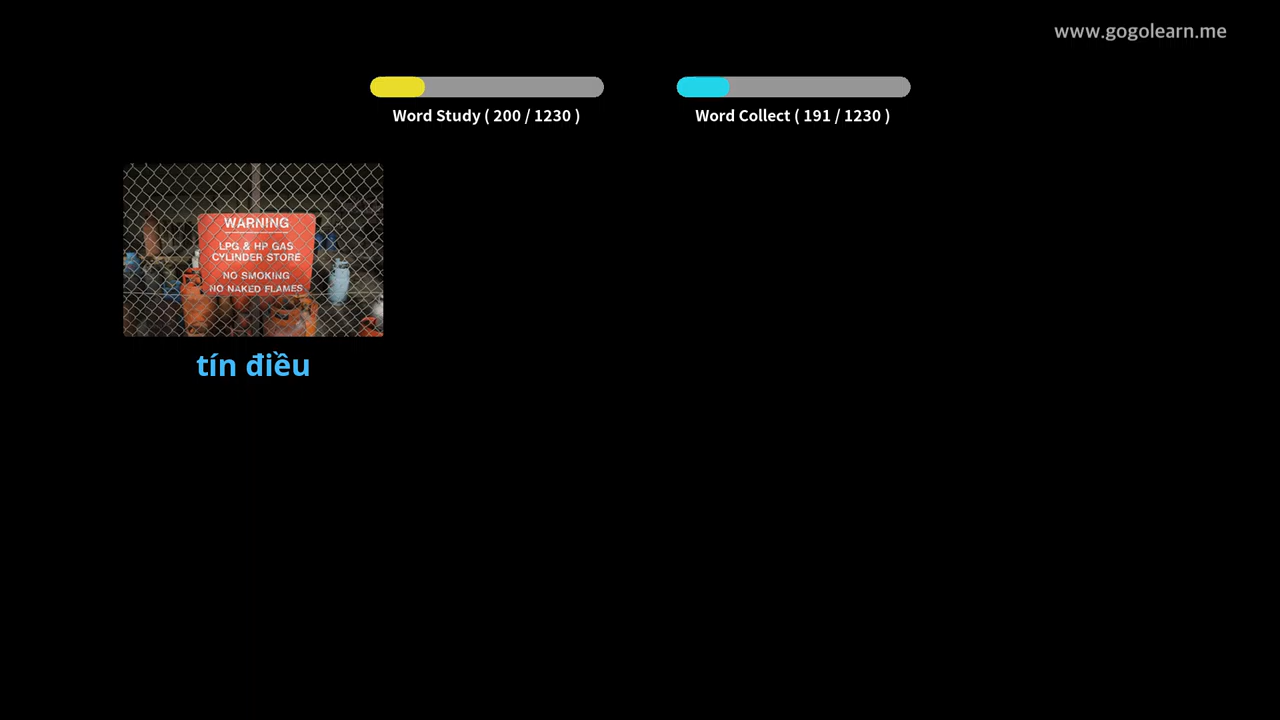 www.gogolearn.me
Word Study ( 200 / 1230 )
Word Collect ( 191 / 1230 )
WARNING
LPG & HP GAS
CYLINDER STORE
NO SMOKING
NO NAKED FLAMES
tín điều